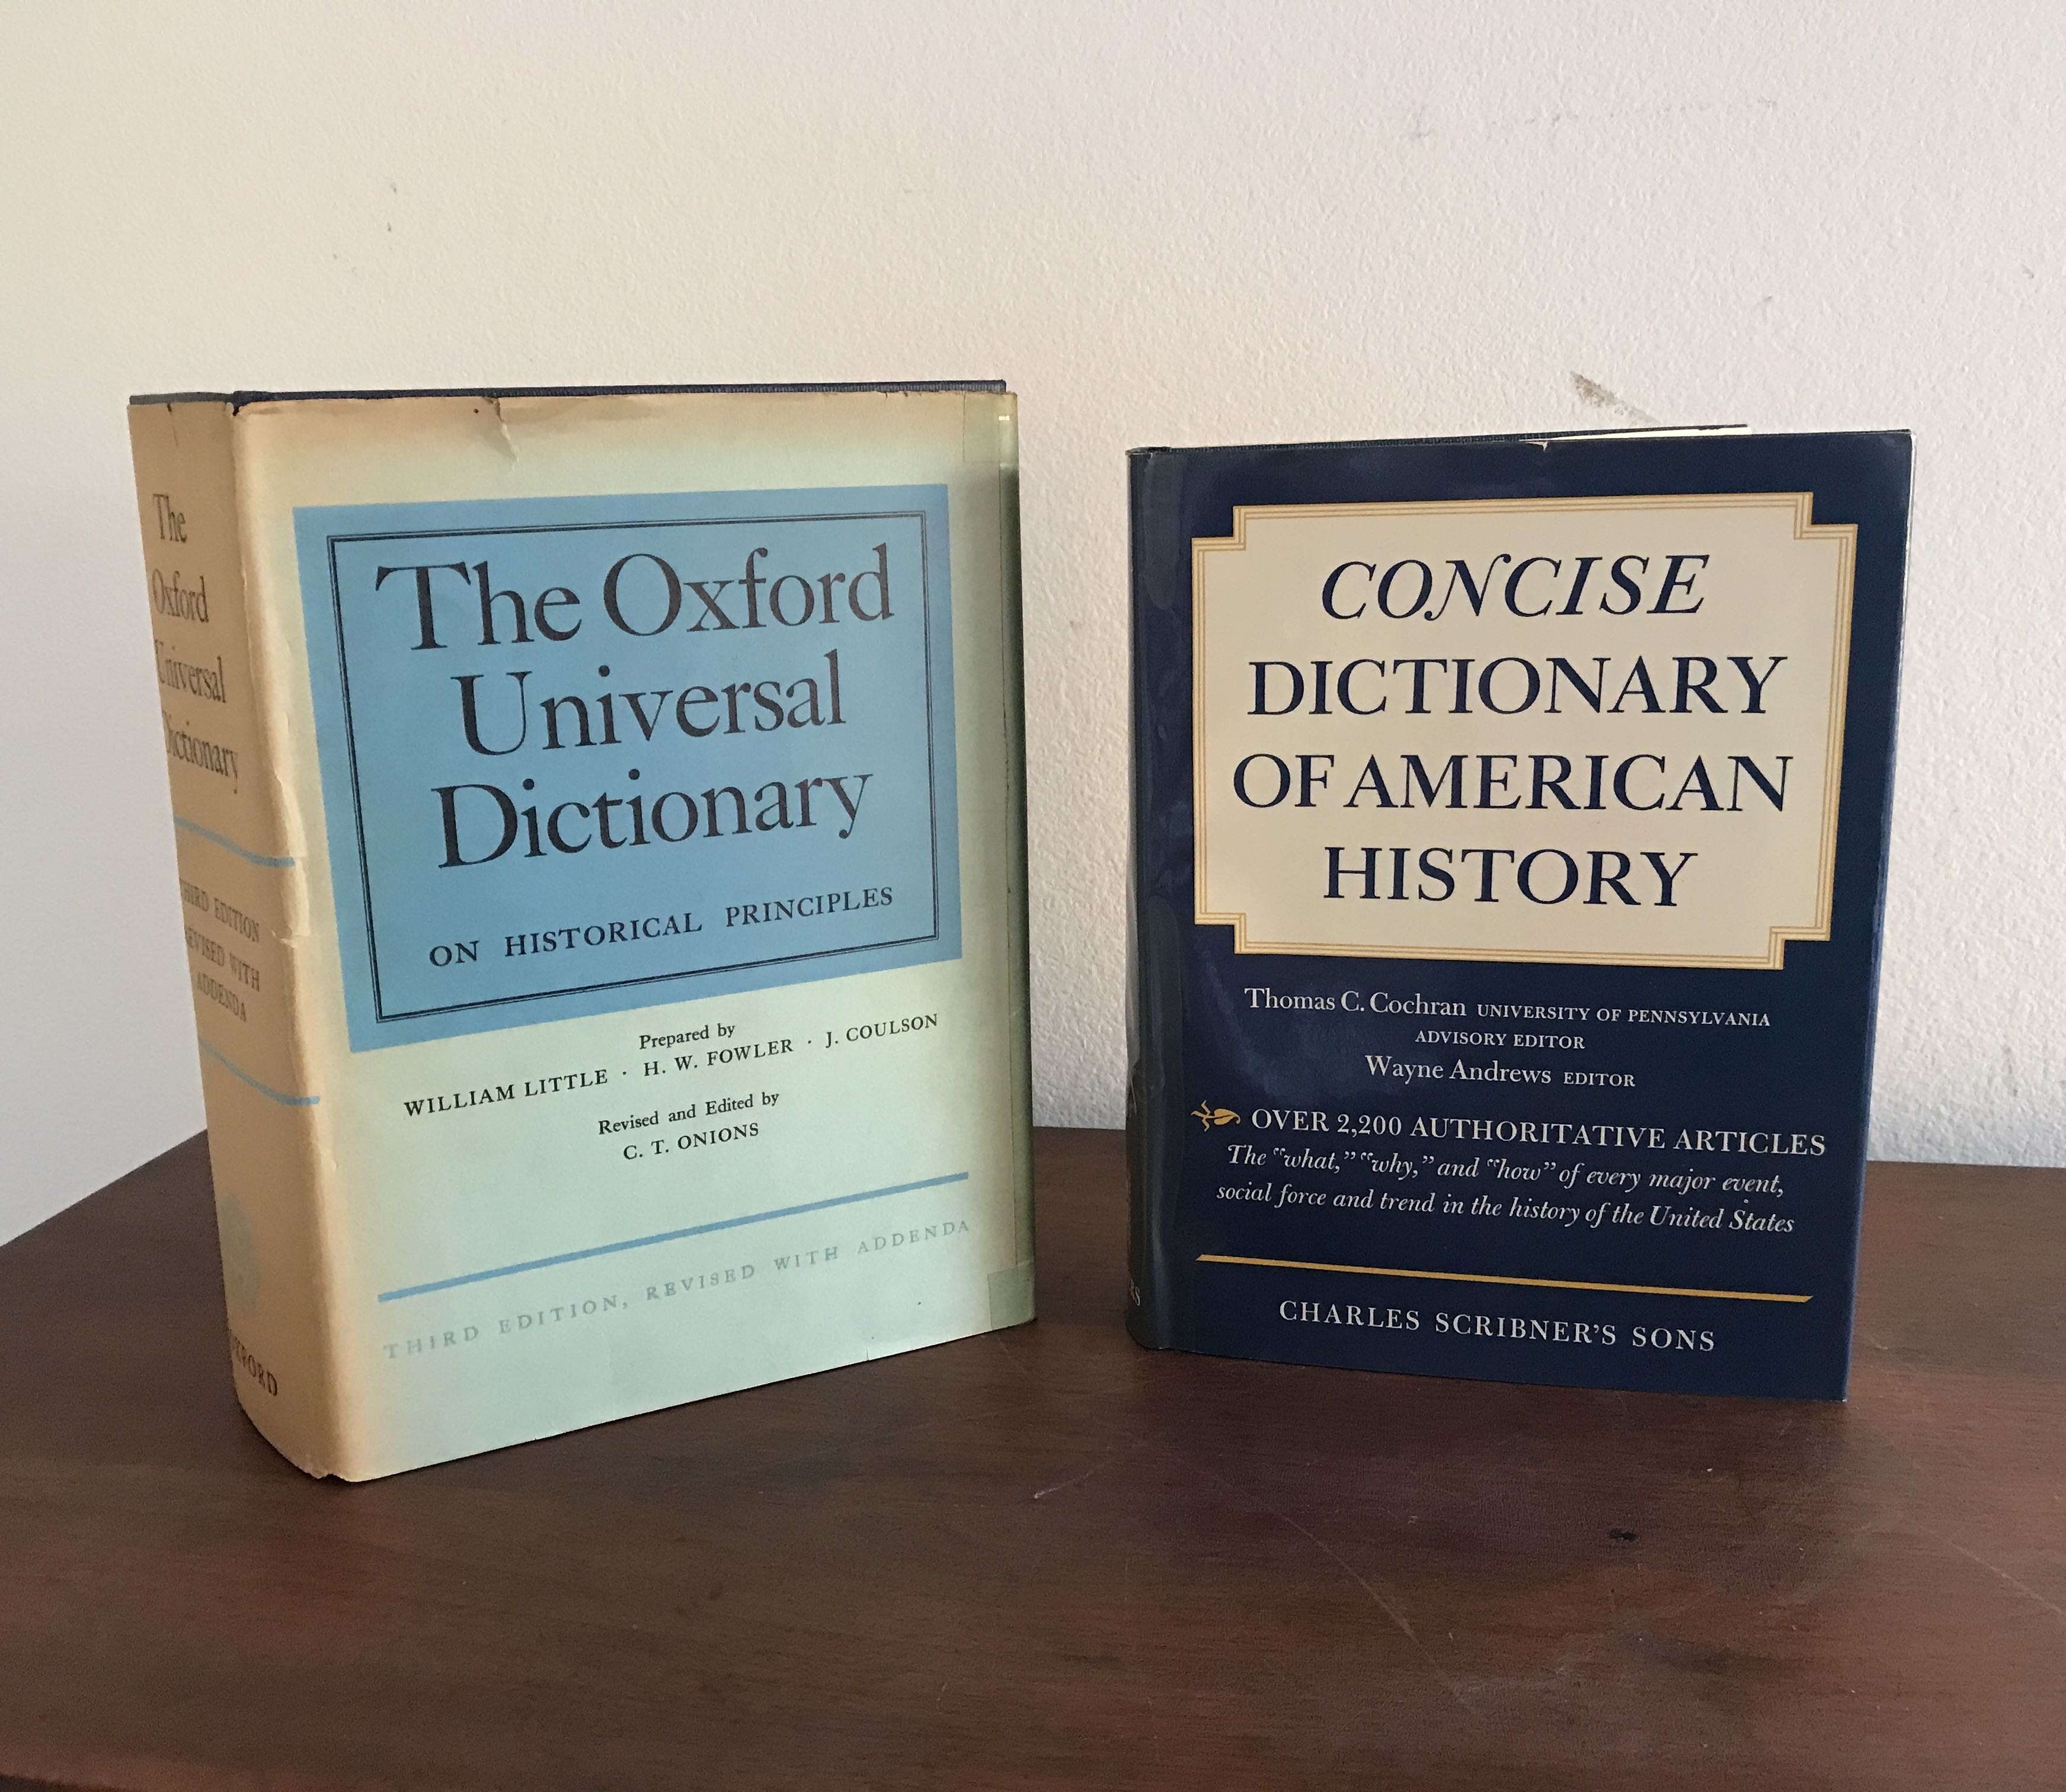 The
Oxford
Universal
Dictionary
THIRD EDITION
REVISED WITH
ADDENDA
OXFORD
The Oxford
Universal
Dictionary
ON HISTORICAL PRINCIPLES
Prepared by
WILLIAM LITTLE · H. W. FOWLER · J. COULSON
Revised and Edited by
C. T. ONIONS
THIRD EDITION, REVISED WITH ADDENDA
CONCISE
DICTIONARY
OF AMERICAN
HISTORY
Thomas C. Cochran UNIVERSITY OF PENNSYLVANIA
ADVISORY EDITOR
Wayne Andrews EDITOR
OVER 2,200 AUTHORITATIVE ARTICLES
The “what,” “why,” and “how” of every major event,
social force and trend in the history of the United States
CHARLES SCRIBNER'S SONS